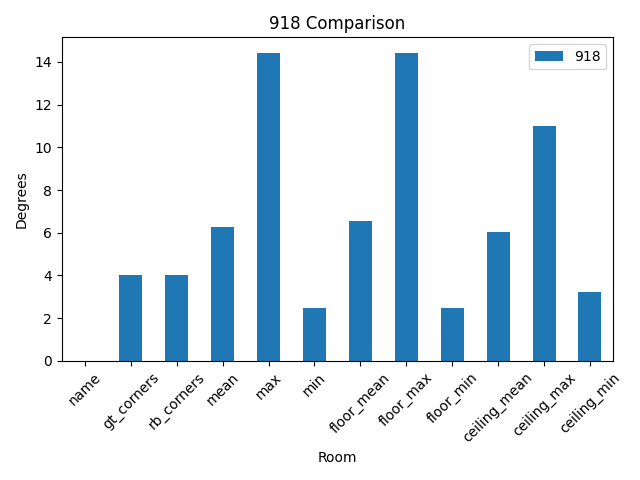 918 Comparison
918
Degrees
14
12
10
8
6
4
2
0
name
gt_corners
rb_corners
mean
max
min
floor_mean
floor_max
floor_min
ceiling_mean
ceiling_max
ceiling_min
Room